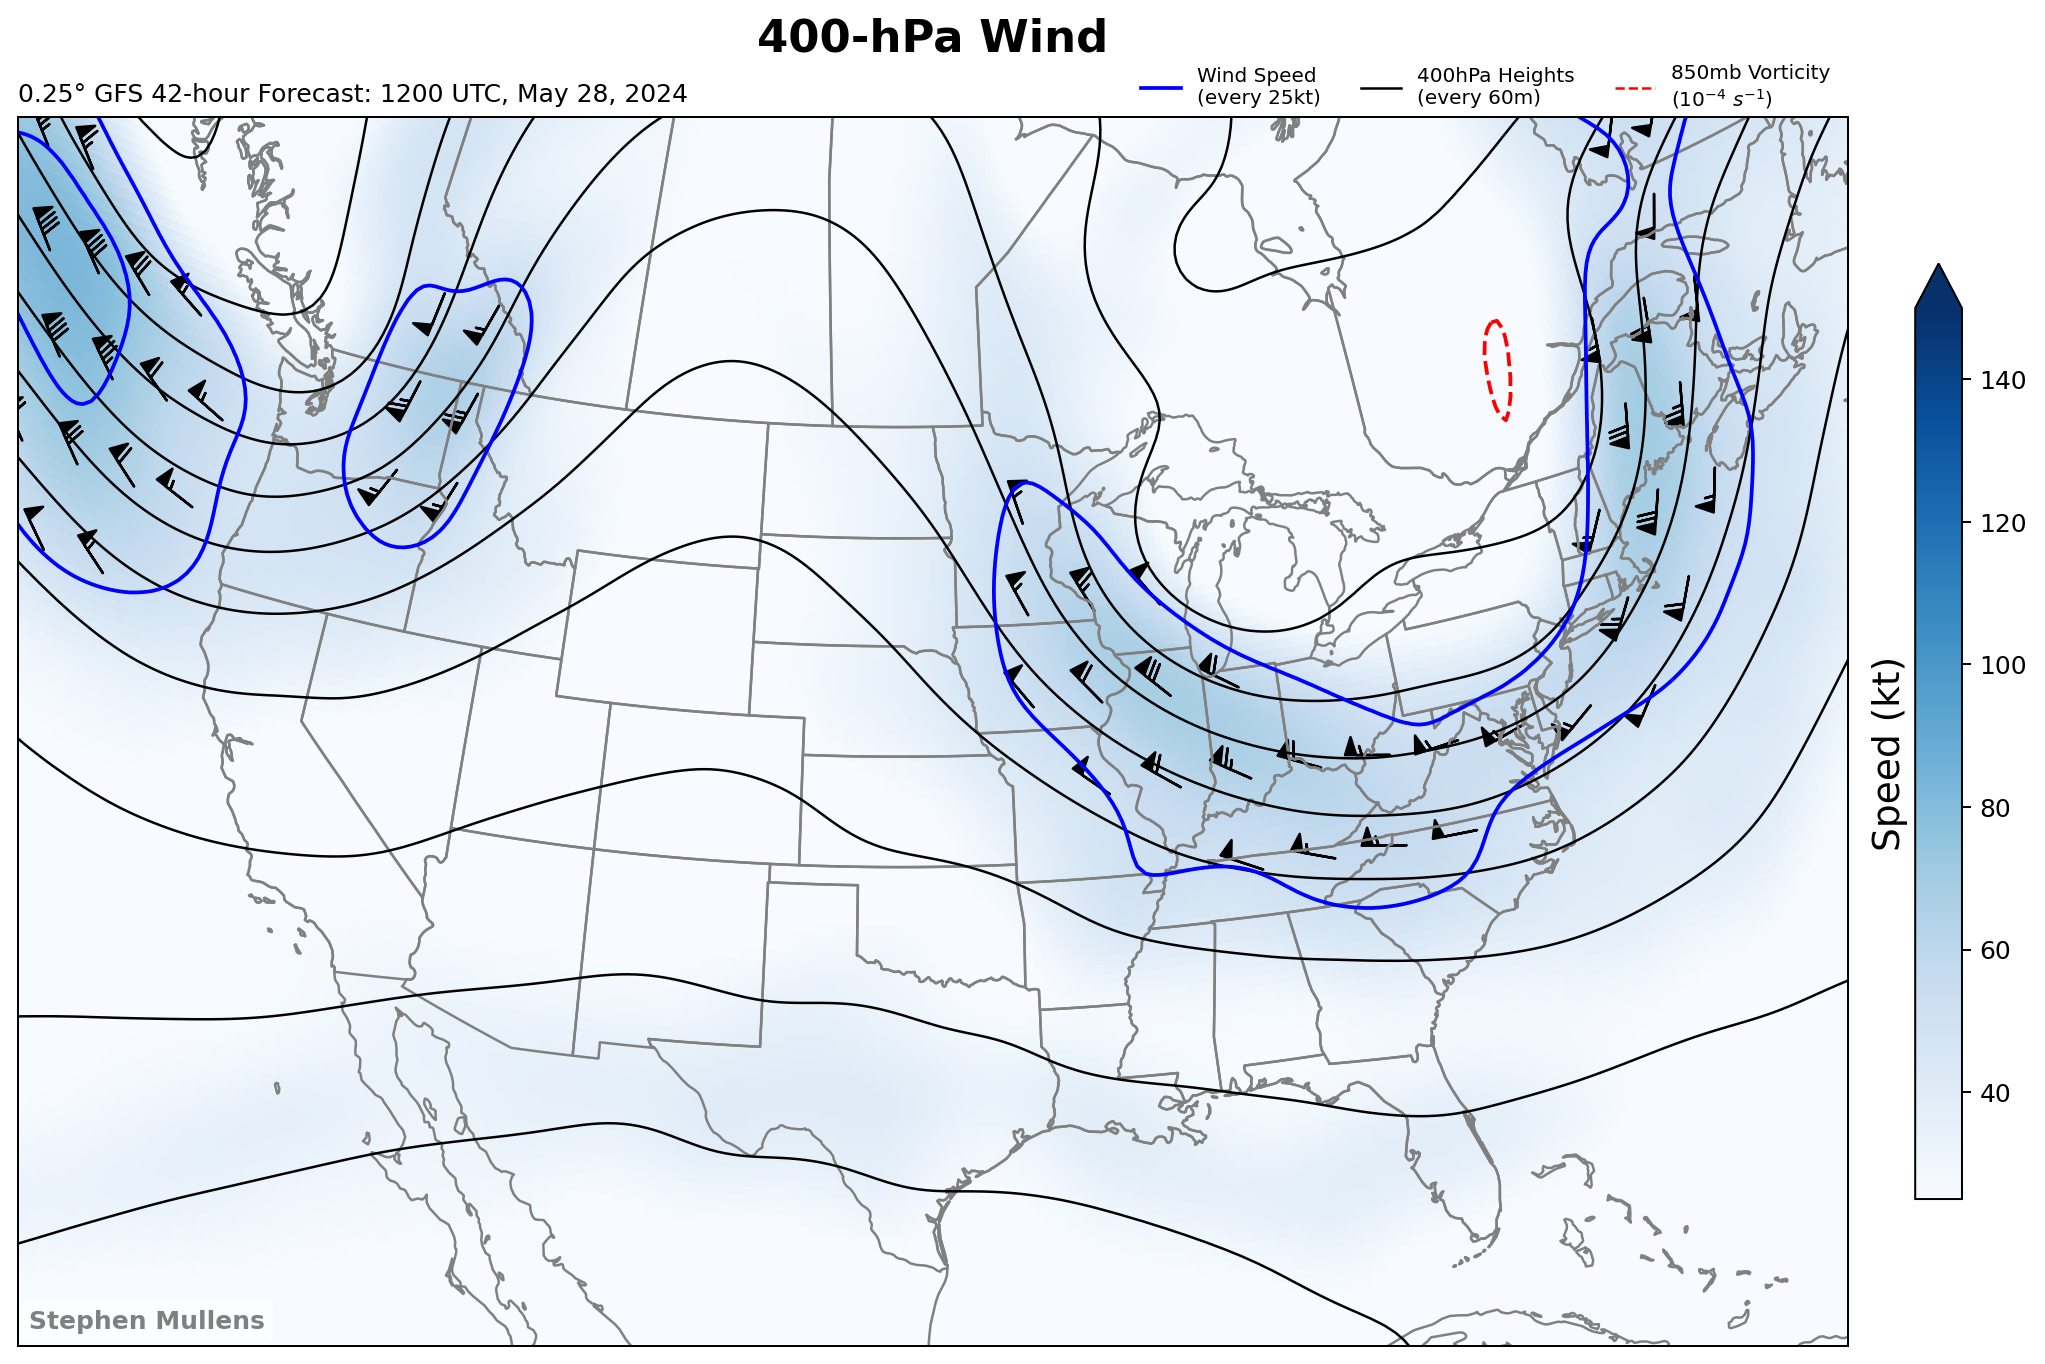 400-hPa Wind
0.25° GFS 42-hour Forecast: 1200 UTC, May 28, 2024
Wind Speed
(every 25kt)
400hPa Heights
(every 60m)
850mb Vorticity
(10⁻⁴ s⁻¹)
140
120
100
80
60
40
Speed (kt)
Stephen Mullens